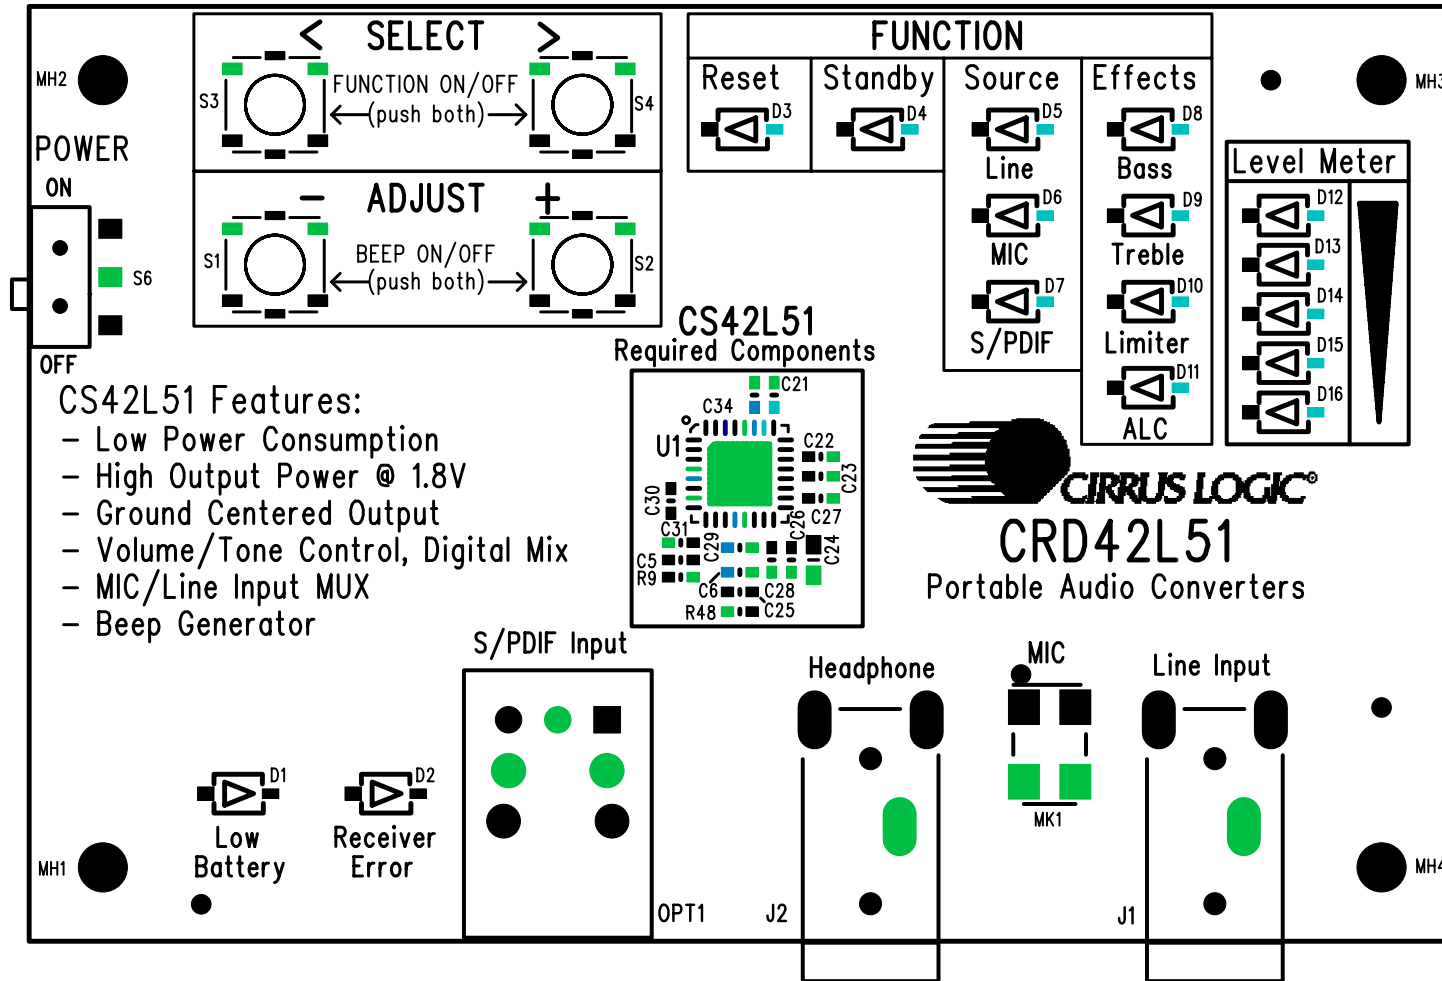 < SELECT >
FUNCTION ON/OFF
(push both)
S3
S4
- ADJUST +
BEEP ON/OFF
(push both)
S1
S2
MH2
POWER
ON
S6
OFF
FUNCTION
Reset
D3
Standby
D4
Source
D5
Line
D6
MIC
D7
S/PDIF
Effects
D8
Bass
D9
Treble
D10
Limiter
D11
ALC
MH3
Level Meter
D12
D13
D14
D15
D16
CS42L51
Required Components
C21
C34
U1
C22
C23
C30
C27
C31
C29
C26
C24
C5
R9
C6
C28
C25
R48
CS42L51 Features:
- Low Power Consumption
- High Output Power @ 1.8V
- Ground Centered Output
- Volume/Tone Control, Digital Mix
- MIC/Line Input MUX
- Beep Generator
CIRRUS LOGIC®
CRD42L51
Portable Audio Converters
S/PDIF Input
OPT1
Headphone
J2
MIC
MK1
Line Input
J1
D1
Low
Battery
D2
Receiver
Error
MH1
MH4